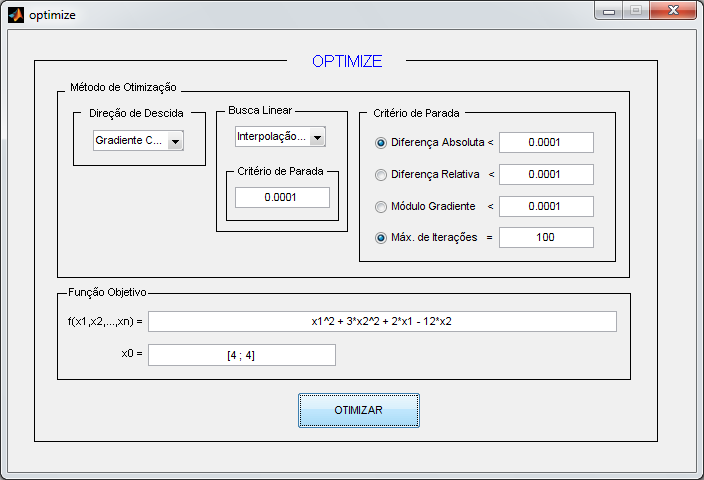 optimize
OPTIMIZE
Método de Otimização
Direção de Descida
Gradiente C...
Busca Linear
Interpolação...
Critério de Parada
0.0001
Critério de Parada
Diferença Absoluta < 0.0001
Diferença Relativa < 0.0001
Módulo Gradiente < 0.0001
Máx. de Iterações = 100
Função Objetivo
f(x1,x2,...,xn) = x1^2 + 3*x2^2 + 2*x1 - 12*x2
x0 = [4 ; 4]
OTIMIZAR